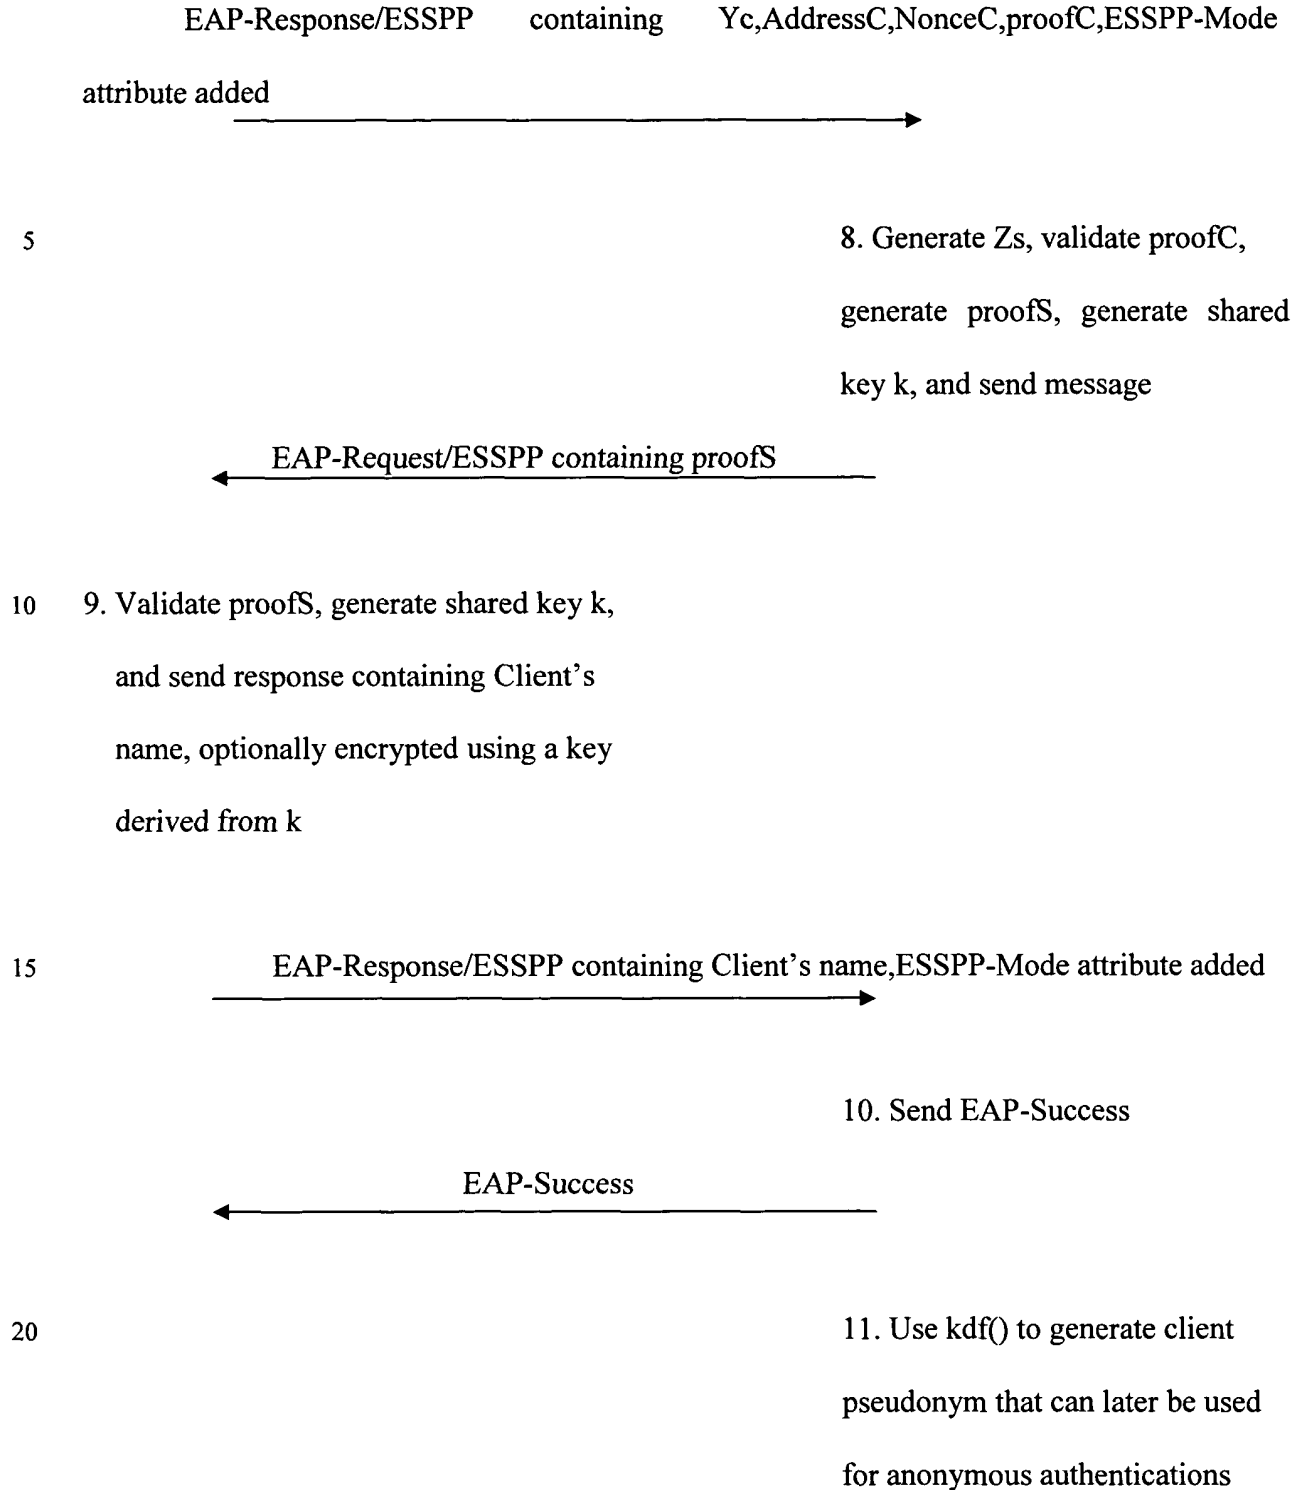 EAP-Response/ESSPP containing Yc,AddressC,NonceC,proofC,ESSPP-Mode
attribute added
5 8. Generate Zs, validate proofC,
generate proofS, generate shared
key k, and send message
EAP-Request/ESSPP containing proofS
10 9. Validate proofS, generate shared key k,
and send response containing Client's
name, optionally encrypted using a key
derived from k
15 EAP-Response/ESSPP containing Client's name,ESSPP-Mode attribute added
10. Send EAP-Success
EAP-Success
20 11. Use kdf() to generate client
pseudonym that can later be used
for anonymous authentications